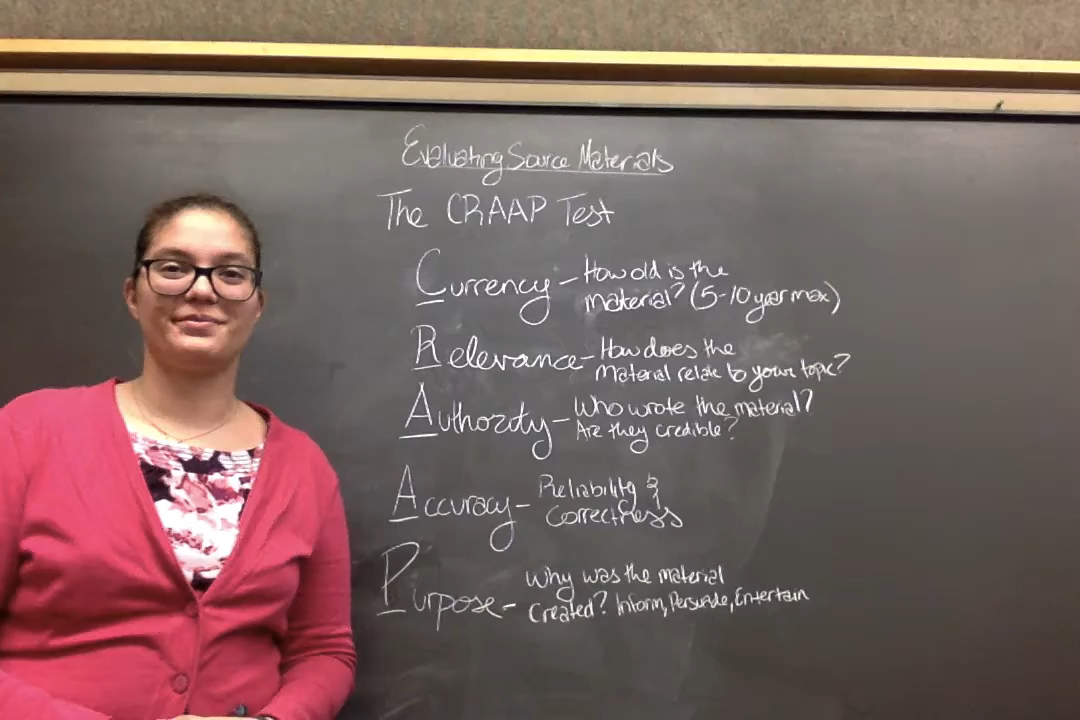 Evaluating Source Materials
The CRAAP Test
Currency - How old is the
material? (5-10 year max)
Relevance - How does the
Material relate to your topic?
Authority - Who wrote the material?
Are they credible?
Accuracy - Reliability &
Correctness
Purpose - Why was the material
Created? Inform, Persuade, Entertain